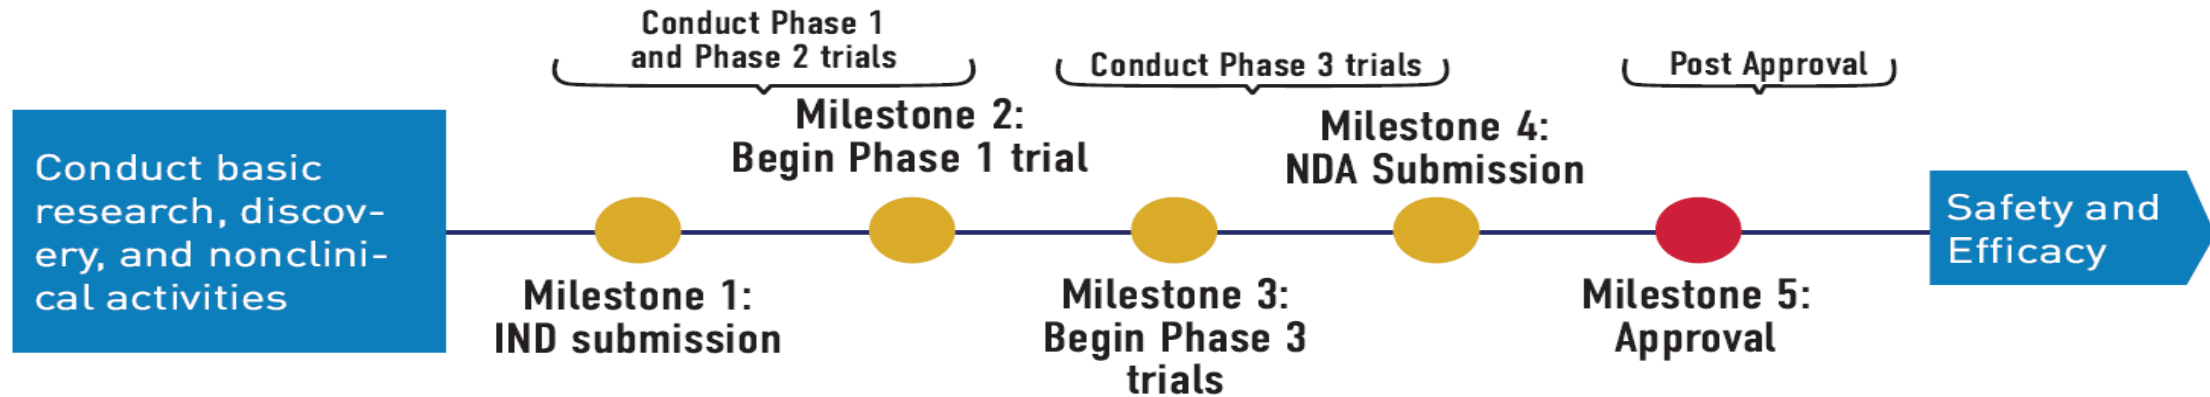 Conduct Phase 1
and Phase 2 trials
Conduct Phase 3 trials
Post Approval
Milestone 2:
Begin Phase 1 trial
Milestone 4:
NDA Submission
Conduct basic
research, discov-
ery, and nonclini-
cal activities
Safety and
Efficacy
Milestone 1:
IND submission
Milestone 3:
Begin Phase 3
trials
Milestone 5:
Approval